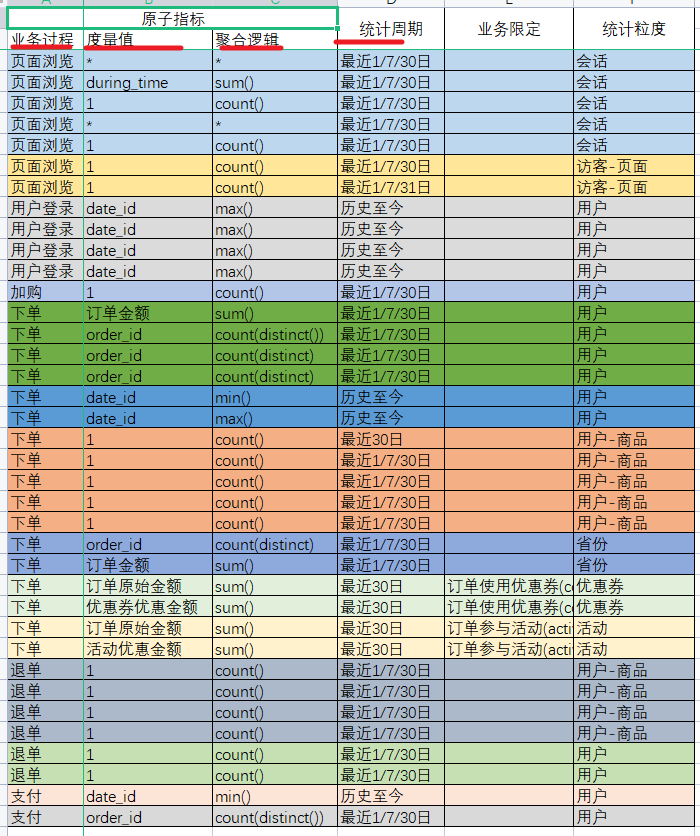 原子指标 统计周期 业务限定 统计粒度
业务过程 度量值 聚合逻辑
页面浏览 * * 最近1/7/30日 会话
页面浏览 during_time sum() 最近1/7/30日 会话
页面浏览 1 count() 最近1/7/30日 会话
页面浏览 * * 最近1/7/30日 会话
页面浏览 1 count() 最近1/7/30日 会话
页面浏览 1 count() 最近1/7/30日 访客-页面
页面浏览 1 count() 最近1/7/31日 访客-页面
用户登录 date_id max() 历史至今 用户
用户登录 date_id max() 历史至今 用户
用户登录 date_id max() 历史至今 用户
用户登录 date_id max() 历史至今 用户
加购 1 count() 最近1/7/30日 用户
下单 订单金额 sum() 最近1/7/30日 用户
下单 order_id count(distinct()) 最近1/7/30日 用户
下单 order_id count(distinct) 最近1/7/30日 用户
下单 order_id count(distinct) 最近1/7/30日 用户
下单 date_id min() 历史至今 用户
下单 date_id max() 历史至今 用户
下单 1 count() 最近30日 用户-商品
下单 1 count() 最近1/7/30日 用户-商品
下单 1 count() 最近1/7/30日 用户-商品
下单 1 count() 最近1/7/30日 用户-商品
下单 1 count() 最近1/7/30日 用户-商品
下单 order_id count(distinct) 最近1/7/30日 省份
下单 订单金额 sum() 最近1/7/30日 省份
下单 订单原始金额 sum() 最近30日 订单使用优惠券(c 优惠券
下单 优惠券优惠金额 sum() 最近30日 订单使用优惠券(c 优惠券
下单 订单原始金额 sum() 最近30日 订单参与活动(acti 活动
下单 活动优惠金额 sum() 最近30日 订单参与活动(acti 活动
退单 1 count() 最近1/7/30日 用户-商品
退单 1 count() 最近1/7/30日 用户-商品
退单 1 count() 最近1/7/30日 用户-商品
退单 1 count() 最近1/7/30日 用户-商品
退单 1 count() 最近1/7/30日 用户
退单 1 count() 最近1/7/30日 用户
支付 date_id min() 历史至今 用户
支付 order_id count(distinct()) 最近1/7/30日 用户